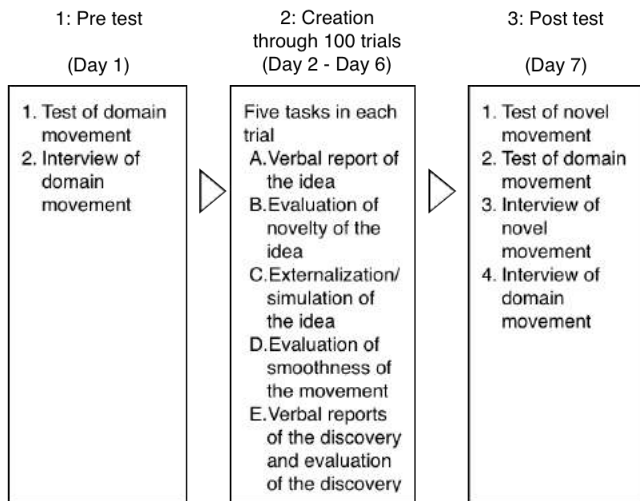 1: Pre test
(Day 1)
1. Test of domain
movement
2. Interview of
domain
movement
2: Creation
through 100 trials
(Day 2 - Day 6)
Five tasks in each
trial
A.Verbal report of
the idea
B.Evaluation of
novelty of the
idea
C.Externalization/
simulation of
the idea
D.Evaluation of
smoothness of
the movement
E.Verbal reports
of the discovery
and evaluation
of the discovery
3: Post test
(Day 7)
1. Test of novel
movement
2. Test of domain
movement
3. Interview of
novel
movement
4. Interview of
domain
movement